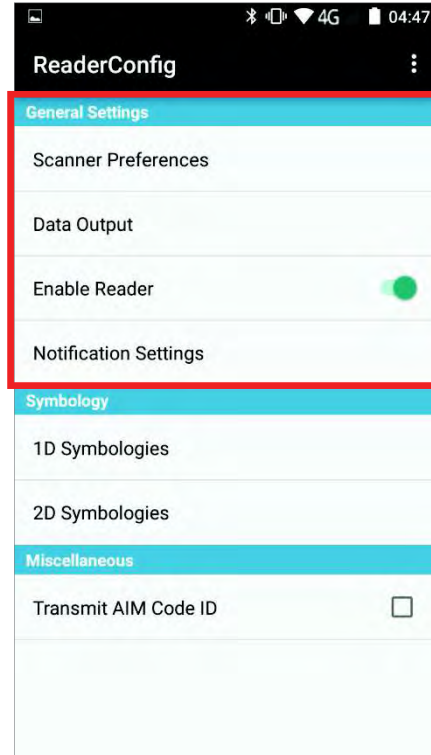 4G 04:47
ReaderConfig
General Settings
Scanner Preferences
Data Output
Enable Reader
Notification Settings
Symbology
1D Symbologies
2D Symbologies
Miscellaneous
Transmit AIM Code ID